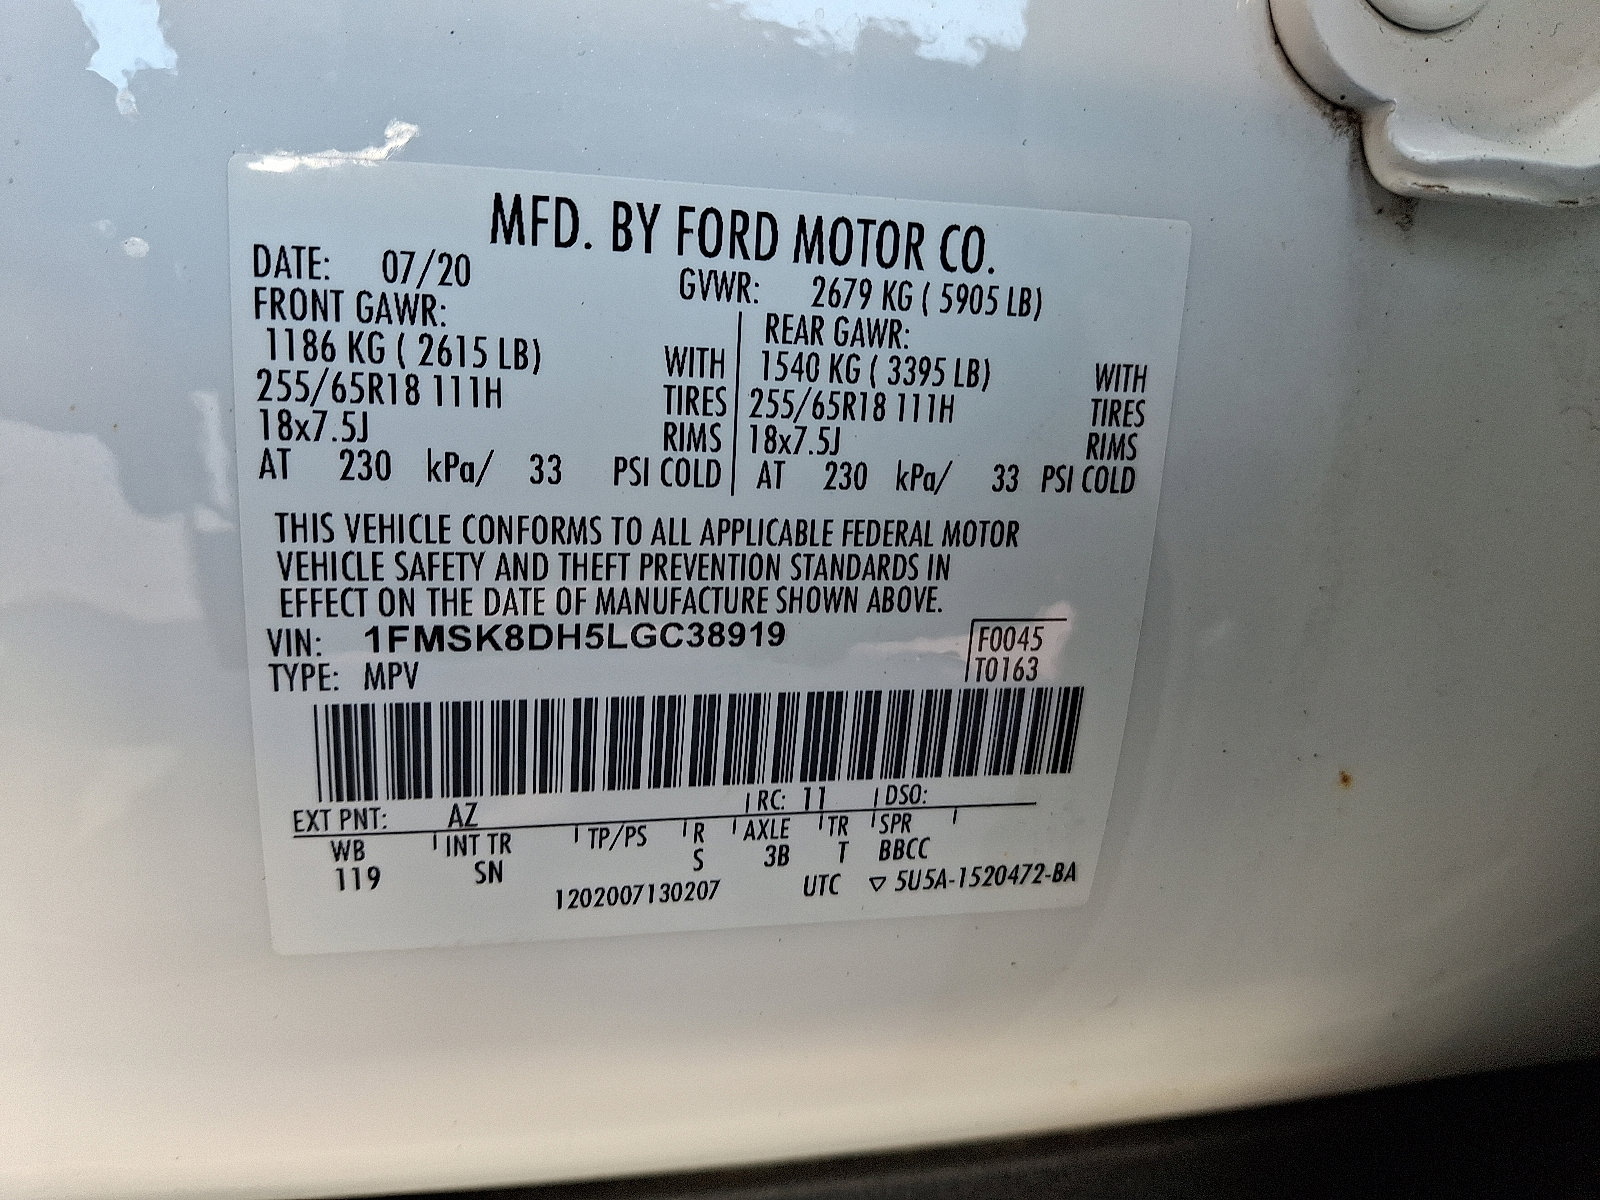 MFD. BY FORD MOTOR CO.
DATE: 07/20 GVWR: 2679 KG ( 5905 LB)
FRONT GAWR: REAR GAWR:
1186 KG ( 2615 LB) WITH 1540 KG ( 3395 LB) WITH
255/65R18 111H TIRES 255/65R18 111H TIRES
18x7.5J RIMS 18x7.5J RIMS
AT 230 kPa/ 33 PSI COLD AT 230 kPa/ 33 PSI COLD
THIS VEHICLE CONFORMS TO ALL APPLICABLE FEDERAL MOTOR
VEHICLE SAFETY AND THEFT PREVENTION STANDARDS IN
EFFECT ON THE DATE OF MANUFACTURE SHOWN ABOVE.
VIN: 1FMSK8DH5LGC38919 F0045
TYPE: MPV T0163
EXT PNT: AZ RC: 11 DSO:
WB INT TR TP/PS R AXLE TR SPR
119 SN S 3B T BBCC
1202007130207 UTC ▽ 5U5A-1520472-BA